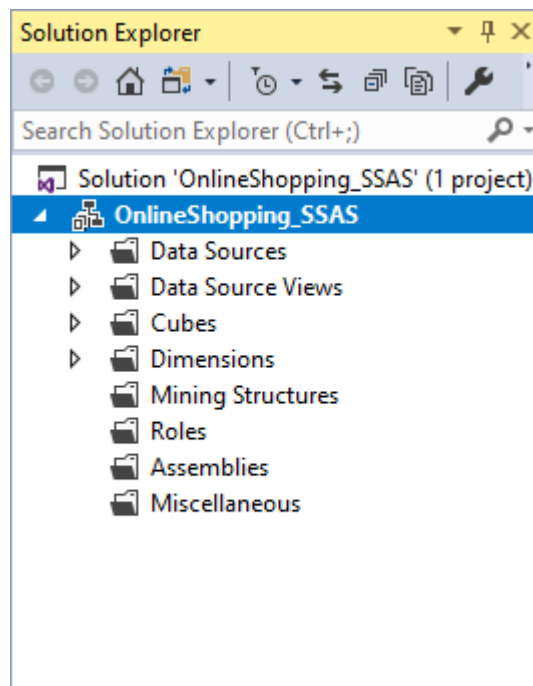 Solution Explorer
Search Solution Explorer (Ctrl+;)
Solution 'OnlineShopping_SSAS' (1 project)
OnlineShopping_SSAS
Data Sources
Data Source Views
Cubes
Dimensions
Mining Structures
Roles
Assemblies
Miscellaneous